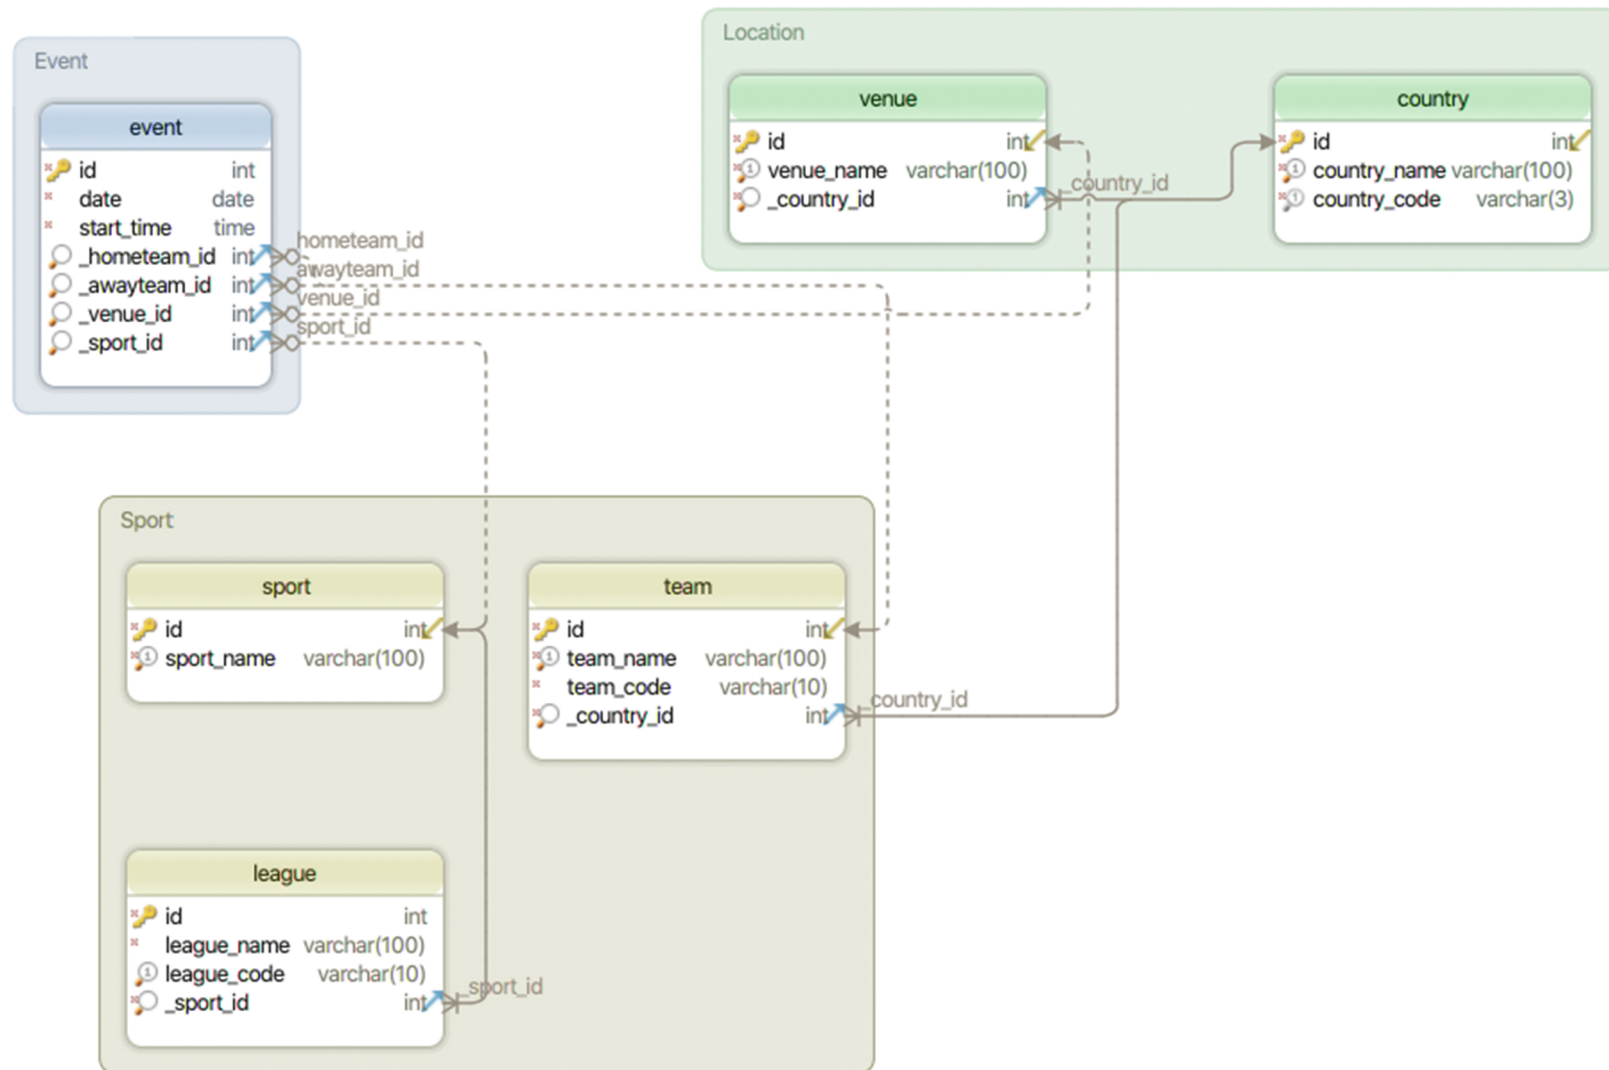 Event
event
id int
date date
start_time time
_hometeam_id int
_awayteam_id int
_venue_id int
_sport_id int
hometeam_id
awayteam_id
venue_id
sport_id
Location
venue
id int
venue_name varchar(100)
_country_id int
_country_id
country
id int
country_name varchar(100)
country_code varchar(3)
Sport
sport
id int
sport_name varchar(100)
team
id int
team_name varchar(100)
team_code varchar(10)
_country_id int
_country_id
league
id int
league_name varchar(100)
league_code varchar(10)
_sport_id int
_sport_id